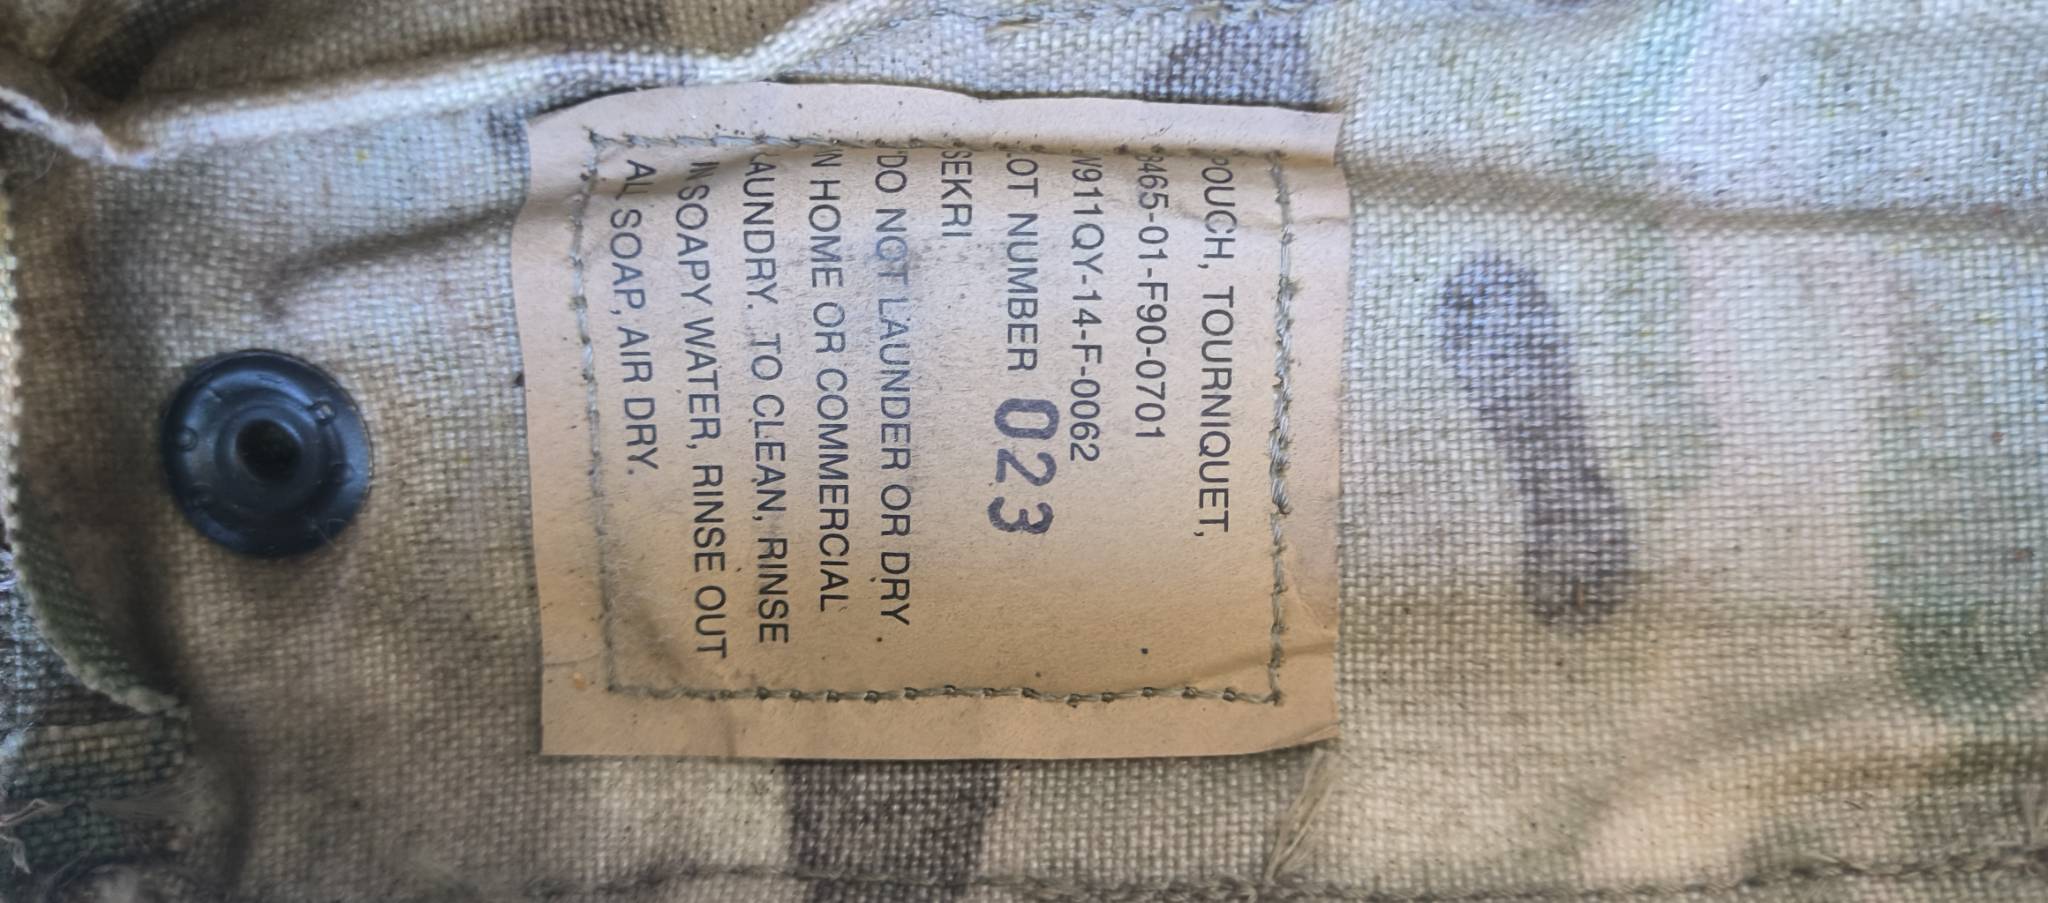 POUCH, TOURNIQUET,
8465-01-F90-0701
W911QY-14-F-0062
LOT NUMBER 023
SEKRI
DO NOT LAUNDER OR DRY
IN HOME OR COMMERCIAL
LAUNDRY. TO CLEAN, RINSE
IN SOAPY WATER, RINSE OUT
ALL SOAP, AIR DRY.